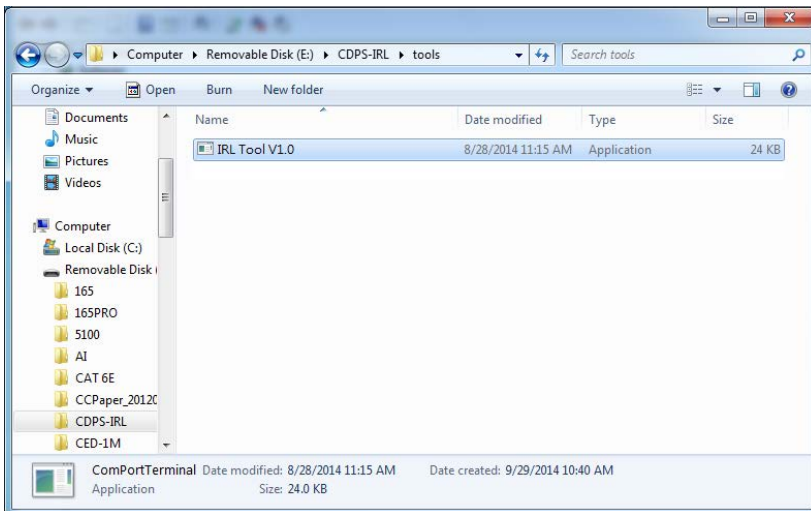 Computer Removable Disk (E:) CDPS-IRL tools Search tools
Organize Open Burn New folder
Documents
Music
Pictures
Videos
Computer
Local Disk (C:)
Removable Disk (
165
165PRO
5100
AI
CAT 6E
CCPaper_2012
CDPS-IRL
CED-1M
Name Date modified Type Size
IRL Tool V1.0 8/28/2014 11:15 AM Application 24 KB
ComPortTerminal Date modified: 8/28/2014 11:15 AM Date created: 9/29/2014 10:40 AM
Application Size: 24.0 KB